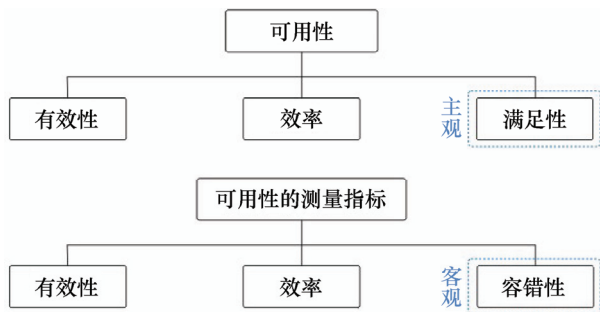 可用性
有效性
效率
主观
满足性
可用性的测量指标
有效性
效率
客观
容错性